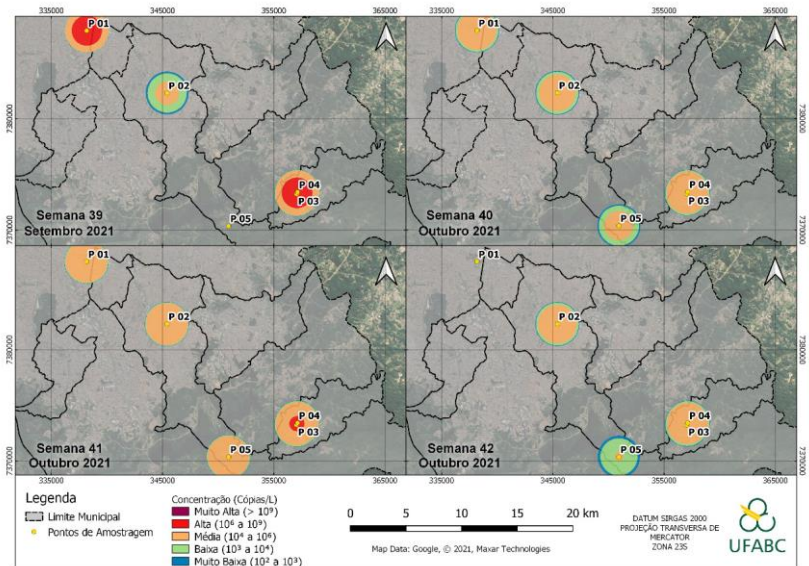 335000
345000
355000
365000
335000
345000
355000
365000
P 01
P 02
P 04
P 03
P 05
Semana 39
Setembro 2021
7380000
7370000
P 01
P 02
P 04
P 03
P 05
Semana 40
Outubro 2021
7380000
7370000
P 01
P 02
P 04
P 03
P 05
Semana 41
Outubro 2021
7380000
7370000
P 01
P 02
P 04
P 03
P 05
Semana 42
Outubro 2021
7380000
7370000
335000
345000
355000
365000
335000
345000
355000
365000
Legenda
Limite Municipal
Pontos de Amostragem
Concentração (Cópias/L)
Muito Alta (> 10⁹)
Alta (10⁶ a 10⁹)
Média (10⁴ a 10⁶)
Baixa (10³ a 10⁴)
Muito Baixa (10² a 10³)
0 5 10 15 20 km
Map Data: Google, © 2021, Maxar Technologies
DATUM SIRGAS 2000
PROJEÇÃO TRANSVERSA DE
MERCATOR
ZONA 23S
UFABC